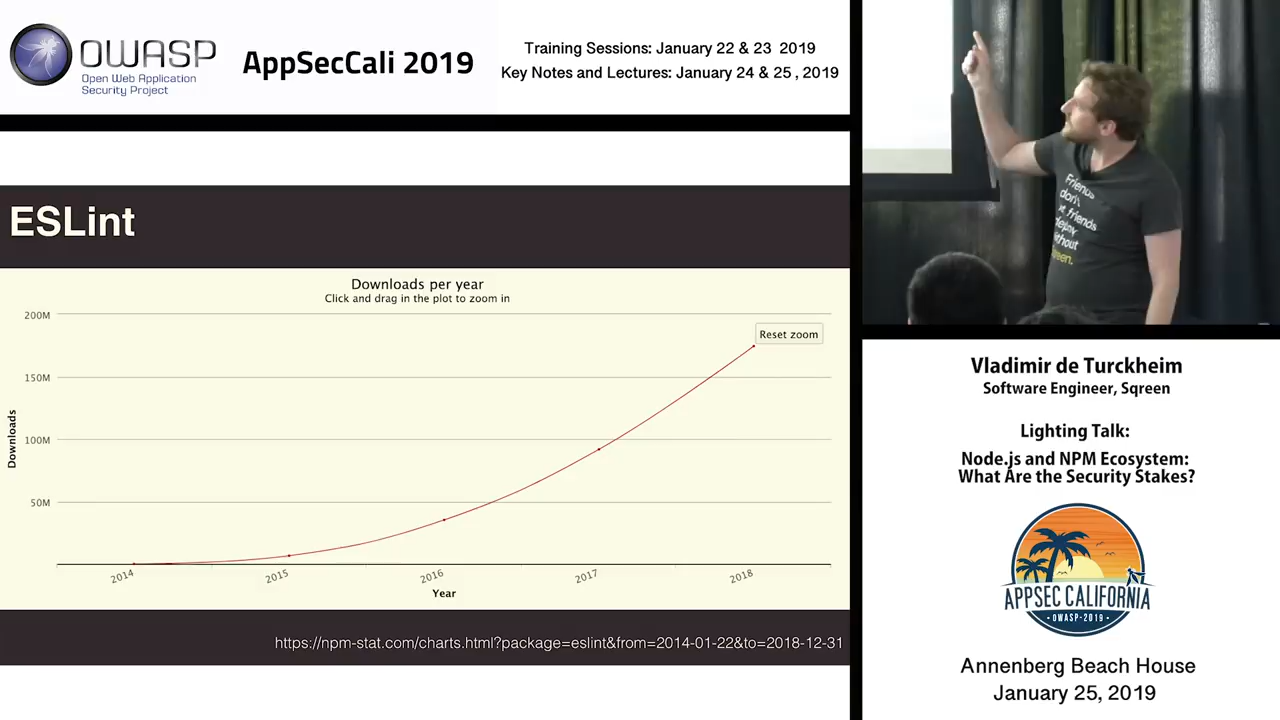 OWASP
Open Web Application
Security Project
AppSecCali 2019
Training Sessions: January 22 & 23 2019
Key Notes and Lectures: January 24 & 25 , 2019
ESLint
Downloads per year
Click and drag in the plot to zoom in
Reset zoom
200M
150M
100M
50M
Downloads
2014
2015
2016
2017
2018
Year
https://npm-stat.com/charts.html?package=eslint&from=2014-01-22&to=2018-12-31
Friends
don't
friends
Vladimir de Turckheim
Software Engineer, Sqreen
Lighting Talk:
Node.js and NPM Ecosystem:
What Are the Security Stakes?
APPSEC CALIFORNIA
OWASP-2019
Annenberg Beach House
January 25, 2019